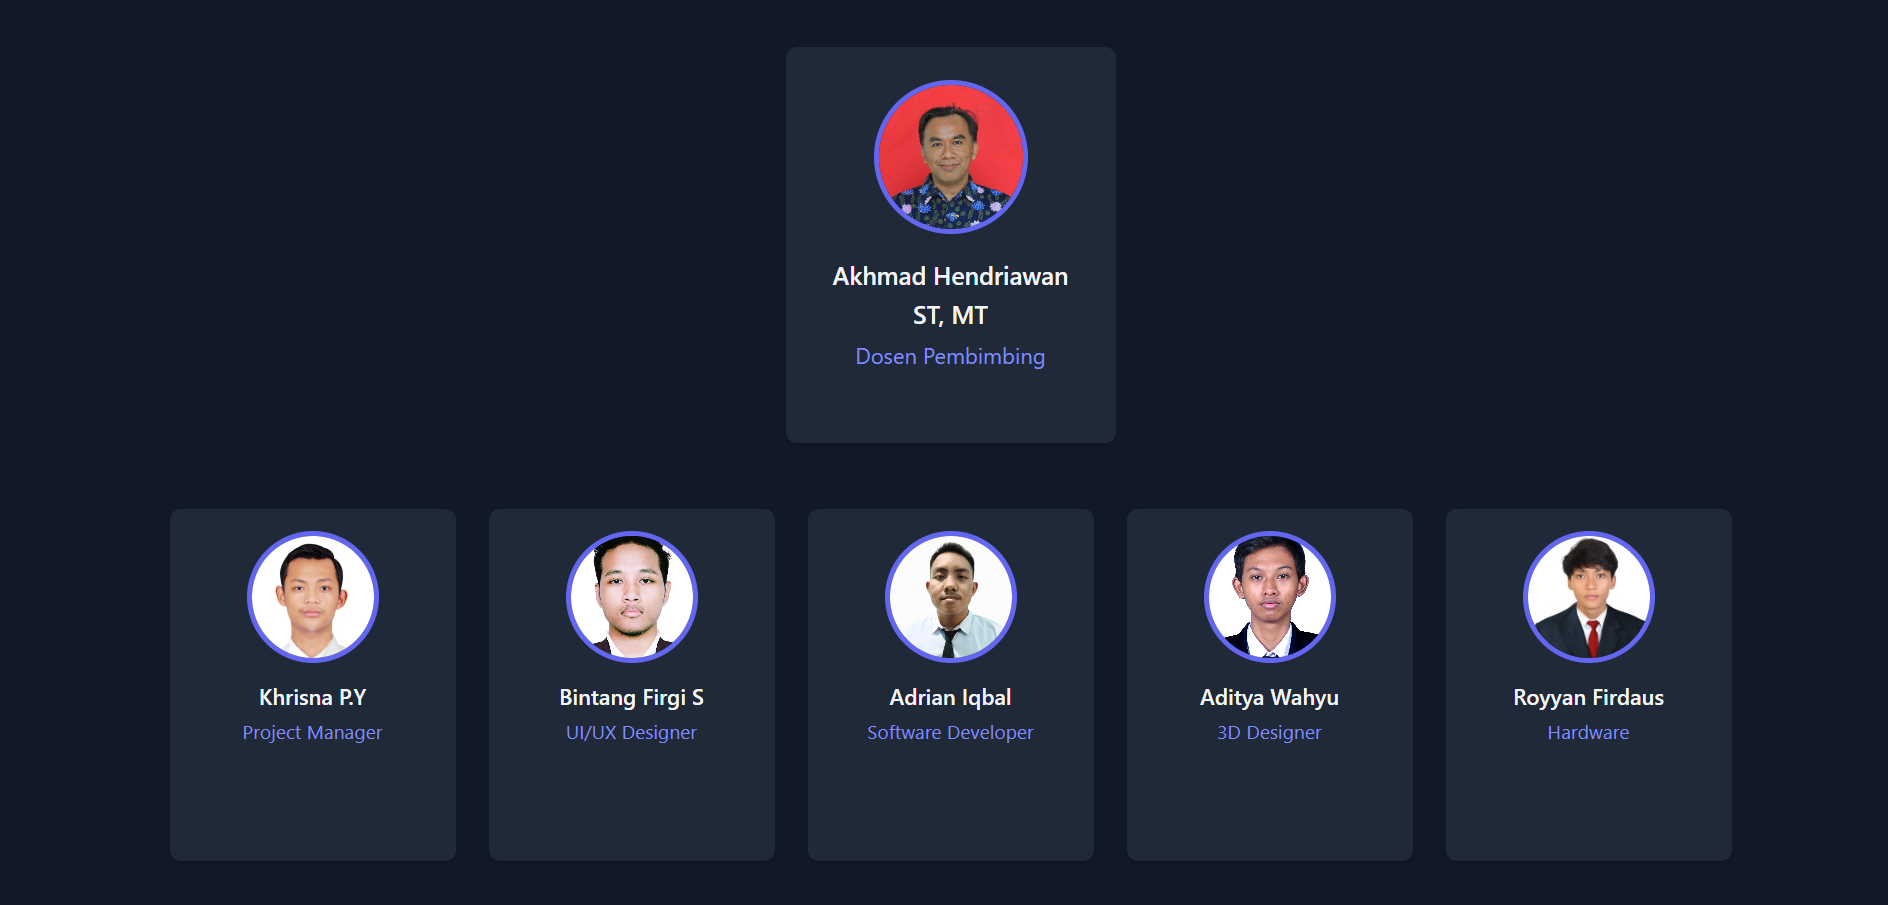 Akhmad Hendriawan
ST, MT
Dosen Pembimbing
Khrisna P.Y
Project Manager
Bintang Firgi S
UI/UX Designer
Adrian Iqbal
Software Developer
Aditya Wahyu
3D Designer
Royyan Firdaus
Hardware